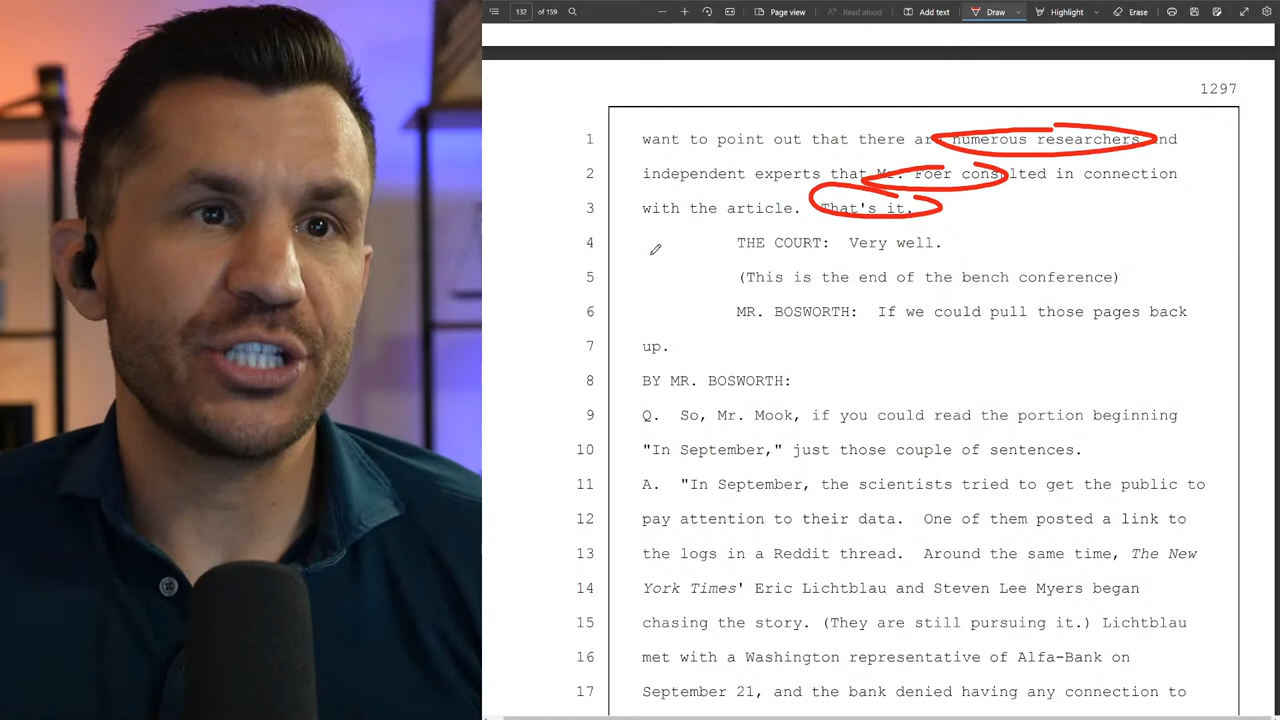 132 of 159 Page view Read aloud Add text Draw Highlight Erase
1297
1 want to point out that there are numerous researchers and
2 independent experts that Mr. Foer consulted in connection
3 with the article. That's it.
4 THE COURT: Very well.
5 (This is the end of the bench conference)
6 MR. BOSWORTH: If we could pull those pages back
7 up.
8 BY MR. BOSWORTH:
9 Q. So, Mr. Mook, if you could read the portion beginning
10 "In September," just those couple of sentences.
11 A. "In September, the scientists tried to get the public to
12 pay attention to their data. One of them posted a link to
13 the logs in a Reddit thread. Around the same time, The New
14 York Times' Eric Lichtblau and Steven Lee Myers began
15 chasing the story. (They are still pursuing it.) Lichtblau
16 met with a Washington representative of Alfa-Bank on
17 September 21, and the bank denied having any connection to